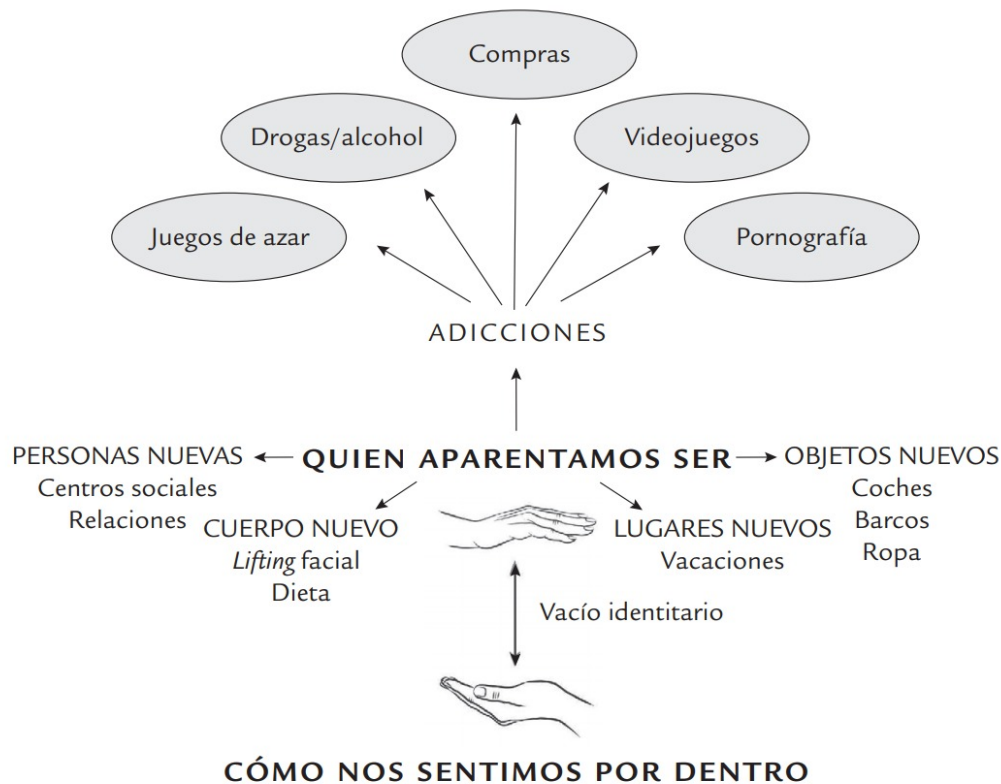 Compras
Drogas/alcohol
Videojuegos
Juegos de azar
Pornografía
ADICCIONES
PERSONAS NUEVAS
Centros sociales
Relaciones
QUIEN APARENTAMOS SER
OBJETOS NUEVOS
Coches
Barcos
Ropa
CUERPO NUEVO
Lifting facial
Dieta
LUGARES NUEVOS
Vacaciones
Vacío identitario
CÓMO NOS SENTIMOS POR DENTRO